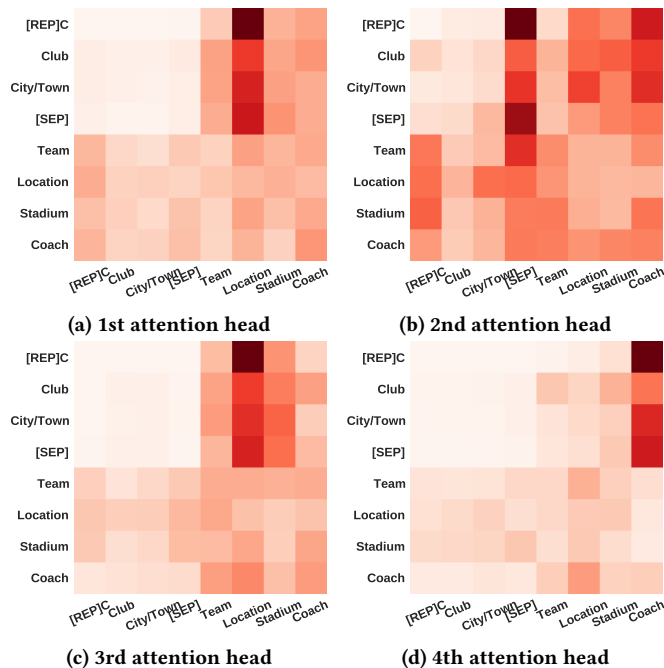 [REP]C
Club
City/Town
[SEP]
Team
Location
Stadium
Coach
[REP]C Club City/Town [SEP] Team Location Stadium Coach
(a) 1st attention head
[REP]C
Club
City/Town
[SEP]
Team
Location
Stadium
Coach
[REP]C Club City/Town [SEP] Team Location Stadium Coach
(b) 2nd attention head
[REP]C
Club
City/Town
[SEP]
Team
Location
Stadium
Coach
[REP]C Club City/Town [SEP] Team Location Stadium Coach
(c) 3rd attention head
[REP]C
Club
City/Town
[SEP]
Team
Location
Stadium
Coach
[REP]C Club City/Town [SEP] Team Location Stadium Coach
(d) 4th attention head